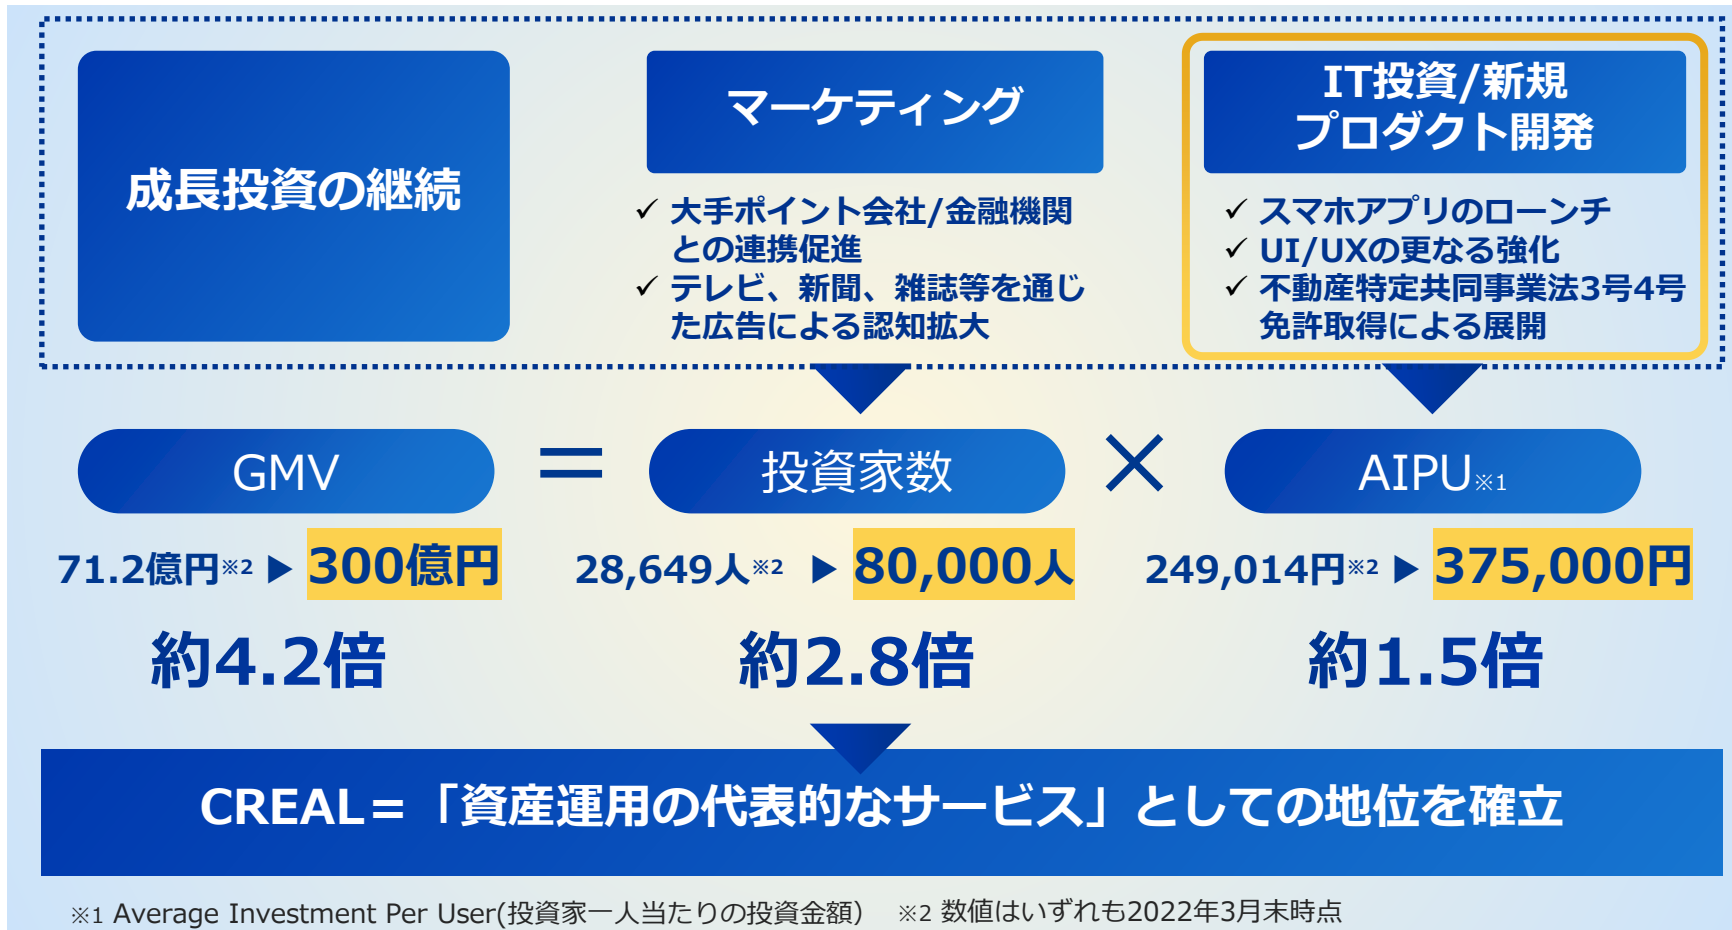 成長投資の継続
マーケティング
✓ 大手ポイント会社/金融機関
との連携促進
✓ テレビ、新聞、雑誌等を通じ
た広告による認知拡大
IT投資/新規
プロダクト開発
✓ スマホアプリのローンチ
✓ UI/UXの更なる強化
✓ 不動産特定共同事業法3号4号
免許取得による展開
GMV ＝ 投資家数 × AIPU※1
71.2億円※2 ▶ 300億円
28,649人※2 ▶ 80,000人
249,014円※2 ▶ 375,000円
約4.2倍
約2.8倍
約1.5倍
CREAL＝「資産運用の代表的なサービス」としての地位を確立
※1 Average Investment Per User(投資家一人当たりの投資金額） ※2 数値はいずれも2022年3月末時点